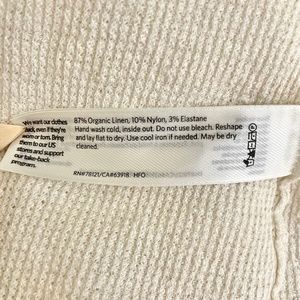 We want our clothes
back, even if they're
worn or torn. Bring
them to our US
stores and support
our take-back
program.
87% Organic Linen, 10% Nylon, 3% Elastane
Hand wash cold, inside out. Do not use bleach. Reshape
and lay flat to dry. Use cool iron if needed. May be dry
cleaned.
RN#78121/CA#63918 HFO